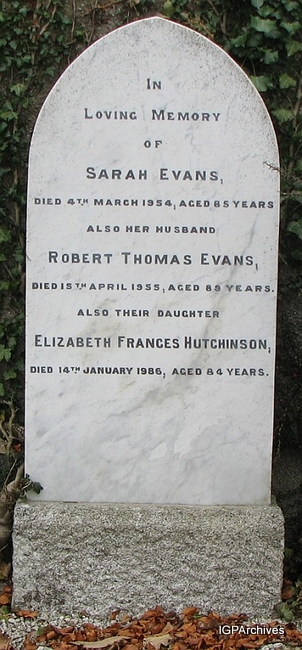 IN
LOVING MEMORY
OF
SARAH EVANS,
DIED 4TH MARCH 1954, AGED 85 YEARS
ALSO HER HUSBAND
ROBERT THOMAS EVANS,
DIED 15TH APRIL 1955, AGED 89 YEARS.
ALSO THEIR DAUGHTER
ELIZABETH FRANCES HUTCHINSON,
DIED 14TH JANUARY 1986, AGED 84 YEARS.
IGPArchives